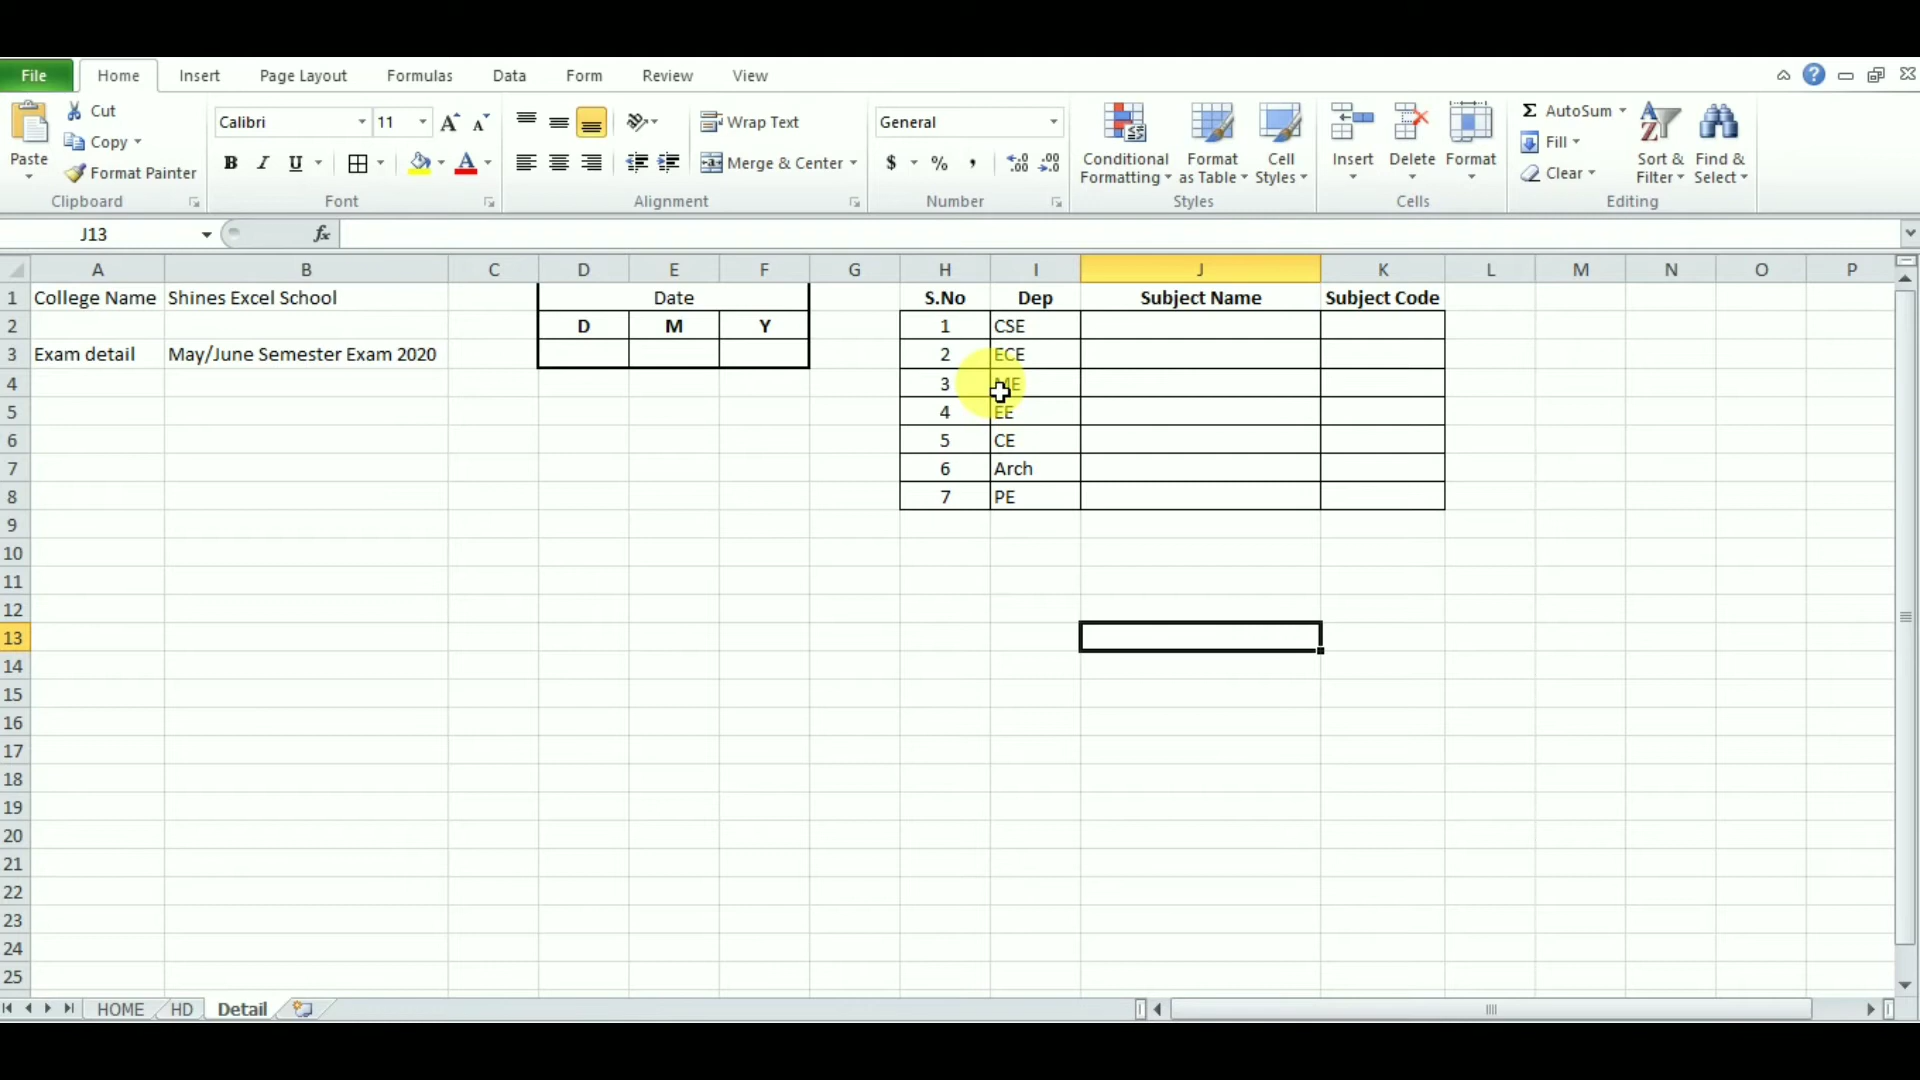 File Home Insert Page Layout Formulas Data Form Review View
Paste
Cut
Copy
Format Painter
Clipboard
Calibri 11 A A
B I U A
Font
Wrap Text
Merge & Center
Alignment
General
$ % , .0 .00 .00 .0
Number
Conditional Formatting
Format as Table
Cell Styles
Styles
Insert Delete Format
Cells
Σ AutoSum
Fill
Clear
Sort & Filter
Find & Select
Editing
J13 fx
A B C D E F G H I J K L M N O P
1 College Name Shines Excel School Date S.No Dep Subject Name Subject Code
2 D M Y 1 CSE
3 Exam detail May/June Semester Exam 2020 2 ECE
4 3 ME
5 4 EE
6 5 CE
7 6 Arch
8 7 PE
9
10
11
12
13
14
15
16
17
18
19
20
21
22
23
24
25
HOME HD Detail